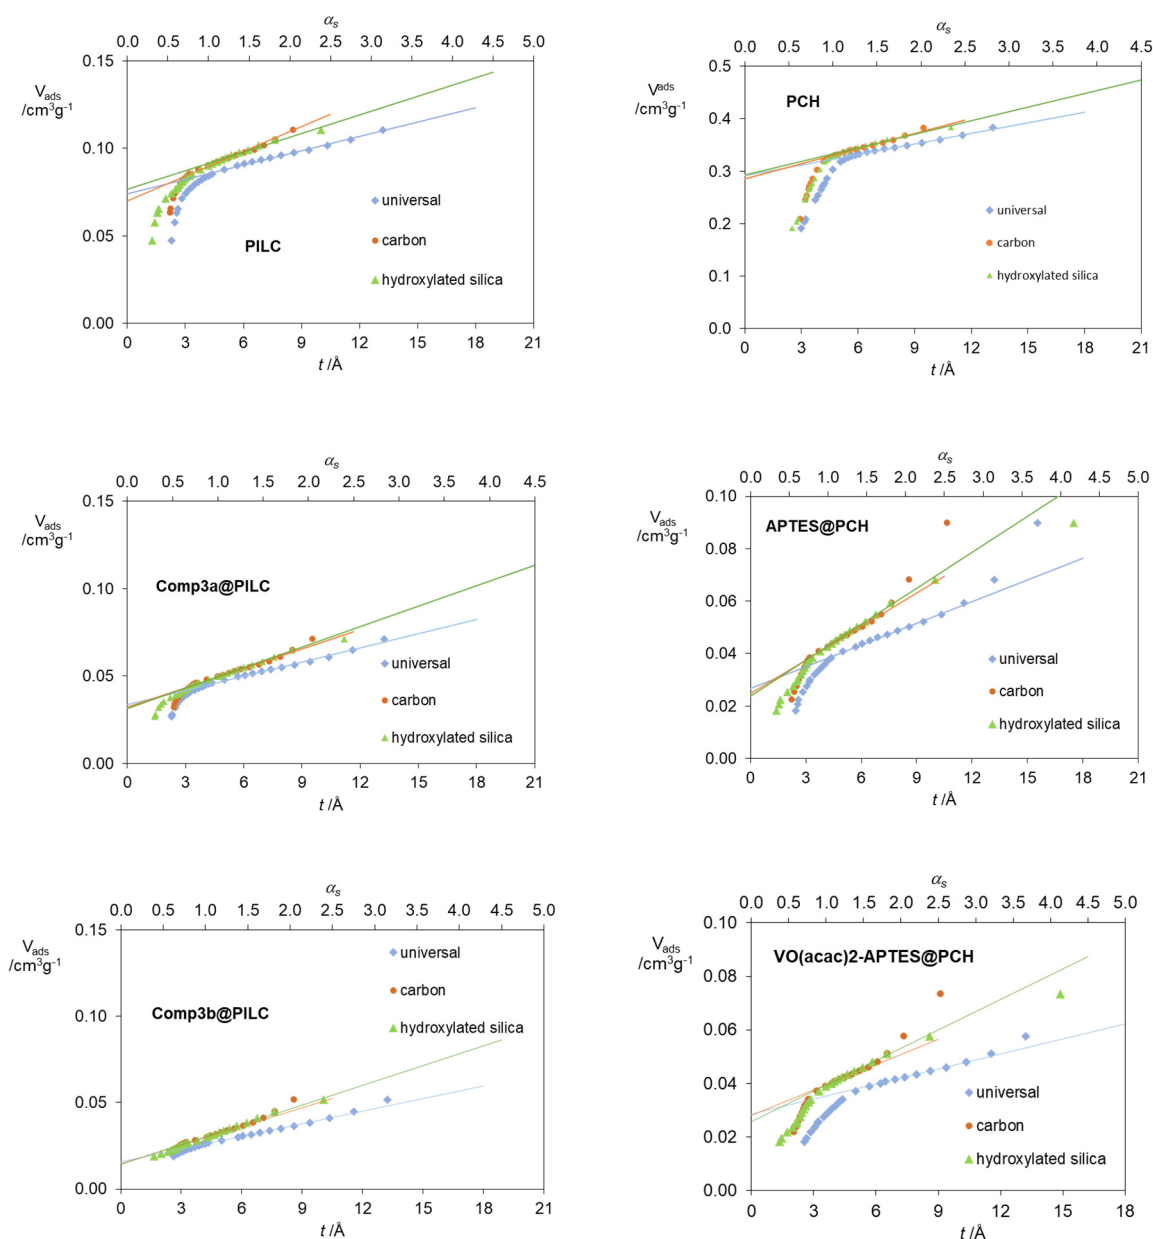 αs
0.0 0.5 1.0 1.5 2.0 2.5 3.0 3.5 4.0 4.5 5.0
0.15
Vads
/cm3g-1
0.10
0.05
0.00
universal
carbon
PILC
hydroxylated silica
0 3 6 9 12 15 18 21
t /Å
αs
0.0 0.5 1.0 1.5 2.0 2.5 3.0 3.5 4.5
0.5
Vads
/cm3g-1
PCH
0.4
0.3
0.2
0.1
0.0
universal
carbon
hydroxylated silica
0 3 6 9 12 15 18 21
t /Å
αs
0.0 0.5 1.0 1.5 2.0 2.5 3.0 3.5 4.0 4.5
0.15
Vads
/cm3g-1
Comp3a@PILC
0.10
0.05
0.00
universal
carbon
hydroxylated silica
0 3 6 9 12 15 18 21
t /Å
αs
0.0 0.5 1.0 1.5 2.0 2.5 3.0 3.5 4.0 4.5 5.0
0.10
Vads
/cm3g-1
APTES@PCH
0.08
0.06
0.04
0.02
0.00
universal
carbon
hydroxylated silica
0 3 6 9 12 15 18 21
t /Å
αs
0.0 0.5 1.0 1.5 2.0 2.5 3.0 3.5 4.0 4.5 5.0
0.15
Vads
/cm3g-1
universal
carbon
Comp3b@PILC
hydroxylated silica
0.10
0.05
0.00
0 3 6 9 12 15 18 21
t /Å
αs
0.0 0.5 1.0 1.5 2.0 2.5 3.0 3.5 4.0 4.5 5.0
0.10
Vads
/cm3g-1
VO(acac)2-APTES@PCH
0.08
0.06
0.04
0.02
0.00
universal
carbon
hydroxylated silica
0 3 6 9 12 15 18
t /Å